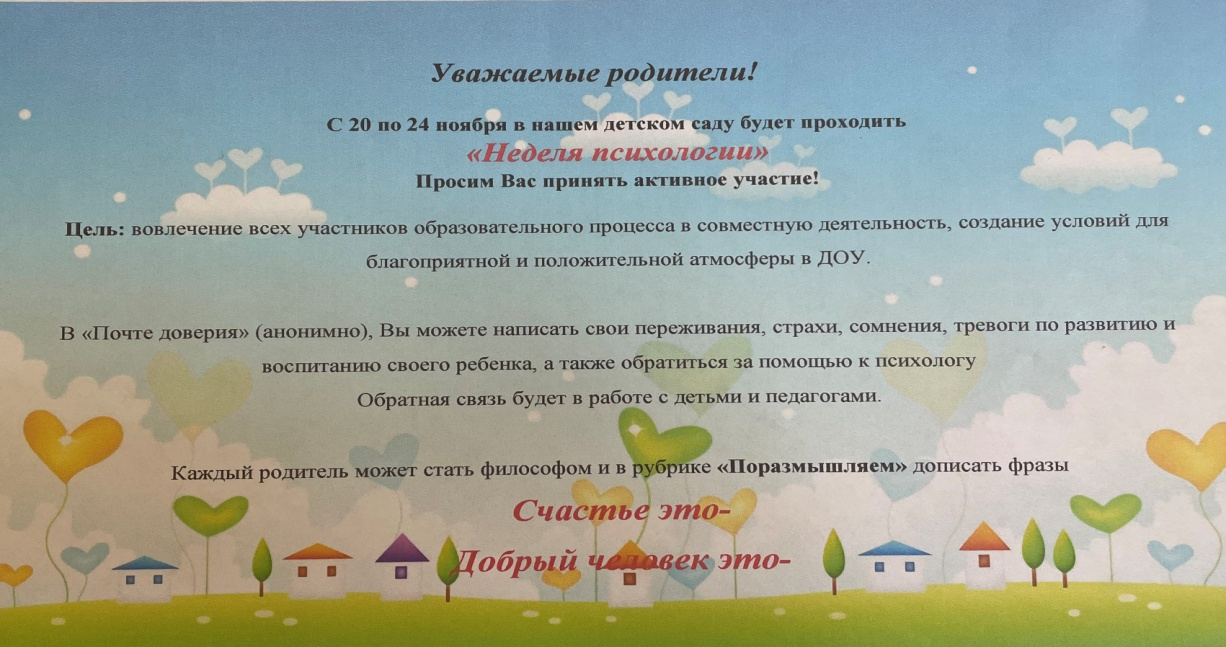 Уважаемые родители!
С 20 по 24 ноября в нашем детском саду будет проходить
«Неделя психологии»
Просим Вас принять активное участие!
Цель: вовлечение всех участников образовательного процесса в совместную деятельность, создание условий для
благоприятной и положительной атмосферы в ДОУ.
В «Почте доверия» (анонимно), Вы можете написать свои переживания, страхи, сомнения, тревоги по развитию и
воспитанию своего ребенка, а также обратиться за помощью к психологу
Обратная связь будет в работе с детьми и педагогами.
Каждый родитель может стать философом и в рубрике «Поразмышляем» дописать фразы
Счастье это-
Добрый человек это-